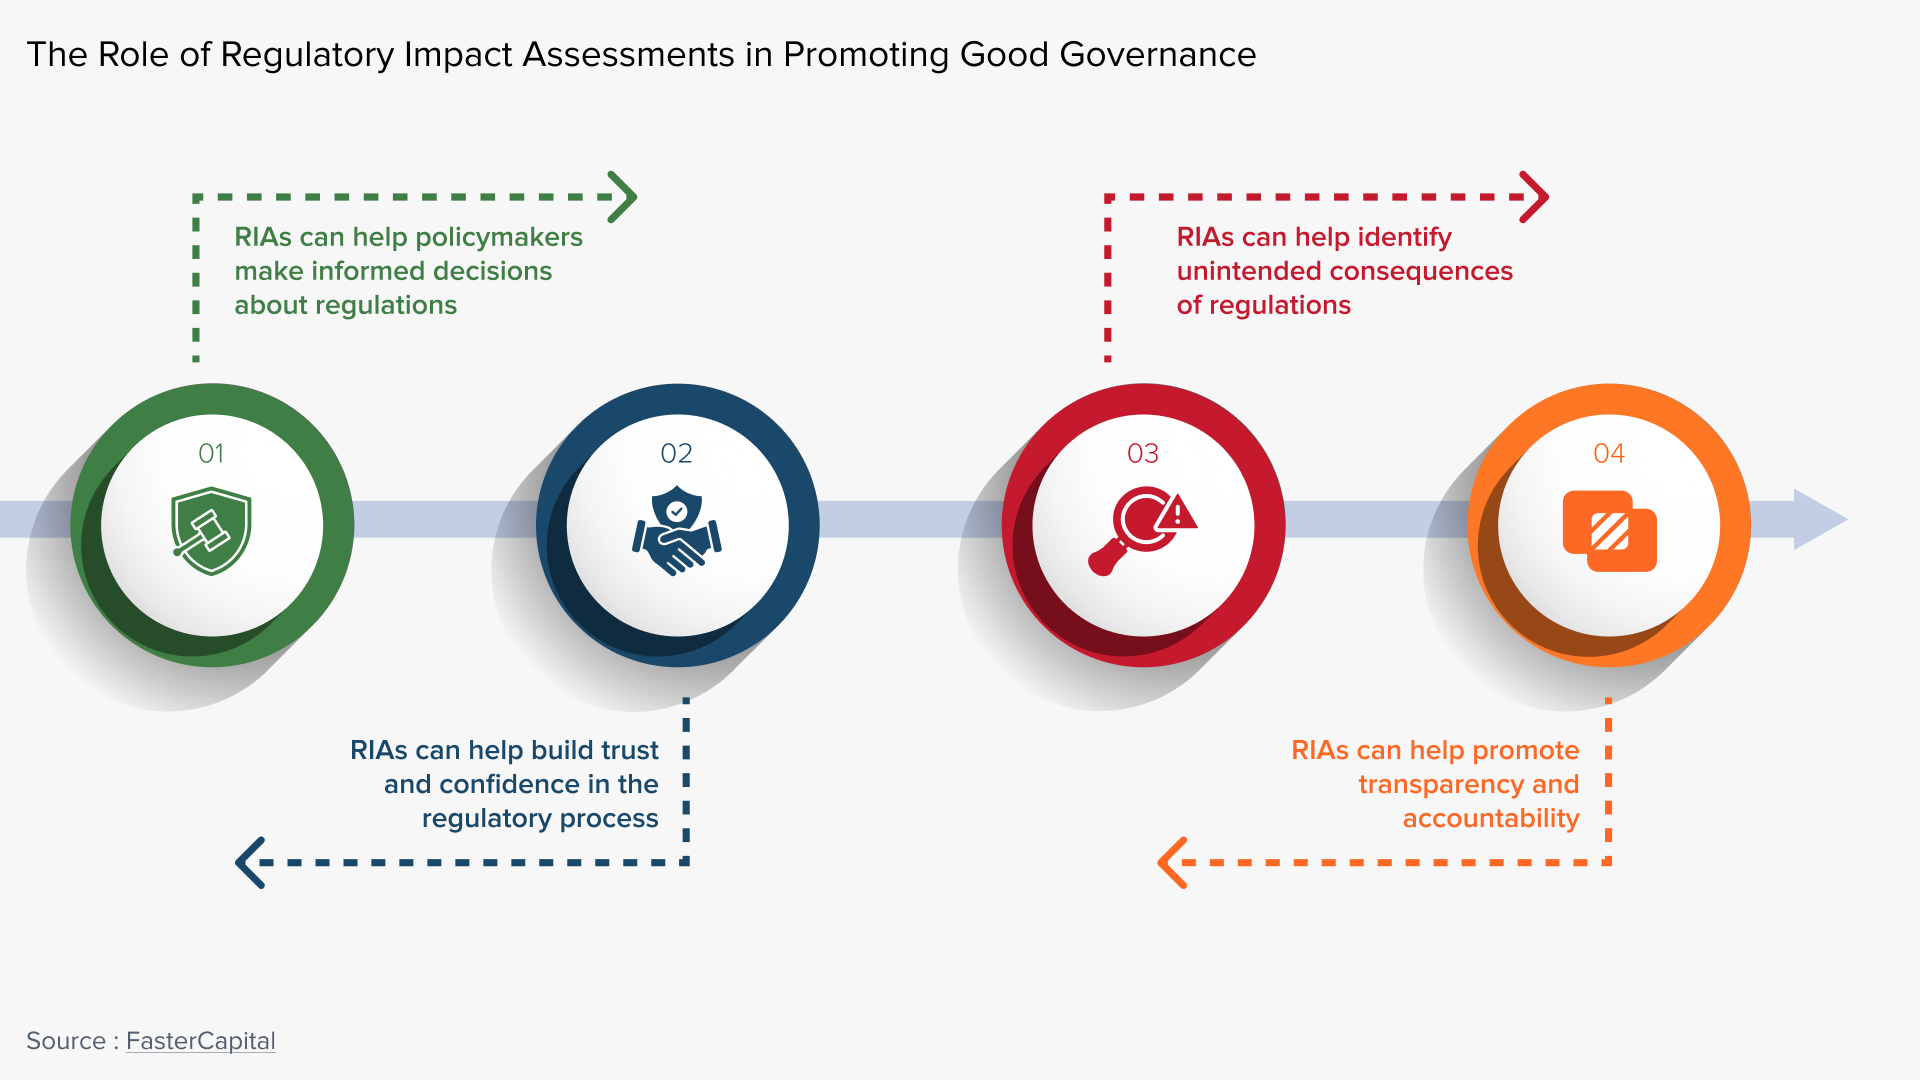 The Role of Regulatory Impact Assessments in Promoting Good Governance
RIAs can help policymakers
make informed decisions
about regulations
RIAs can help identify
unintended consequences
of regulations
01
02
03
04
RIAs can help build trust
and confidence in the
regulatory process
RIAs can help promote
transparency and
accountability
Source : FasterCapital